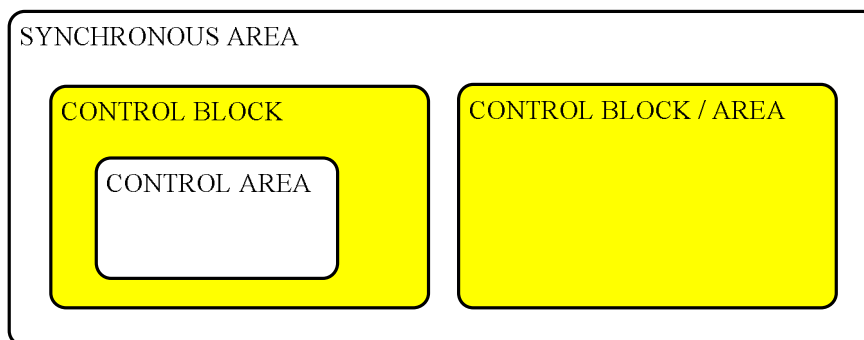 SYNCHRONOUS AREA
CONTROL BLOCK
CONTROL BLOCK / AREA
CONTROL AREA